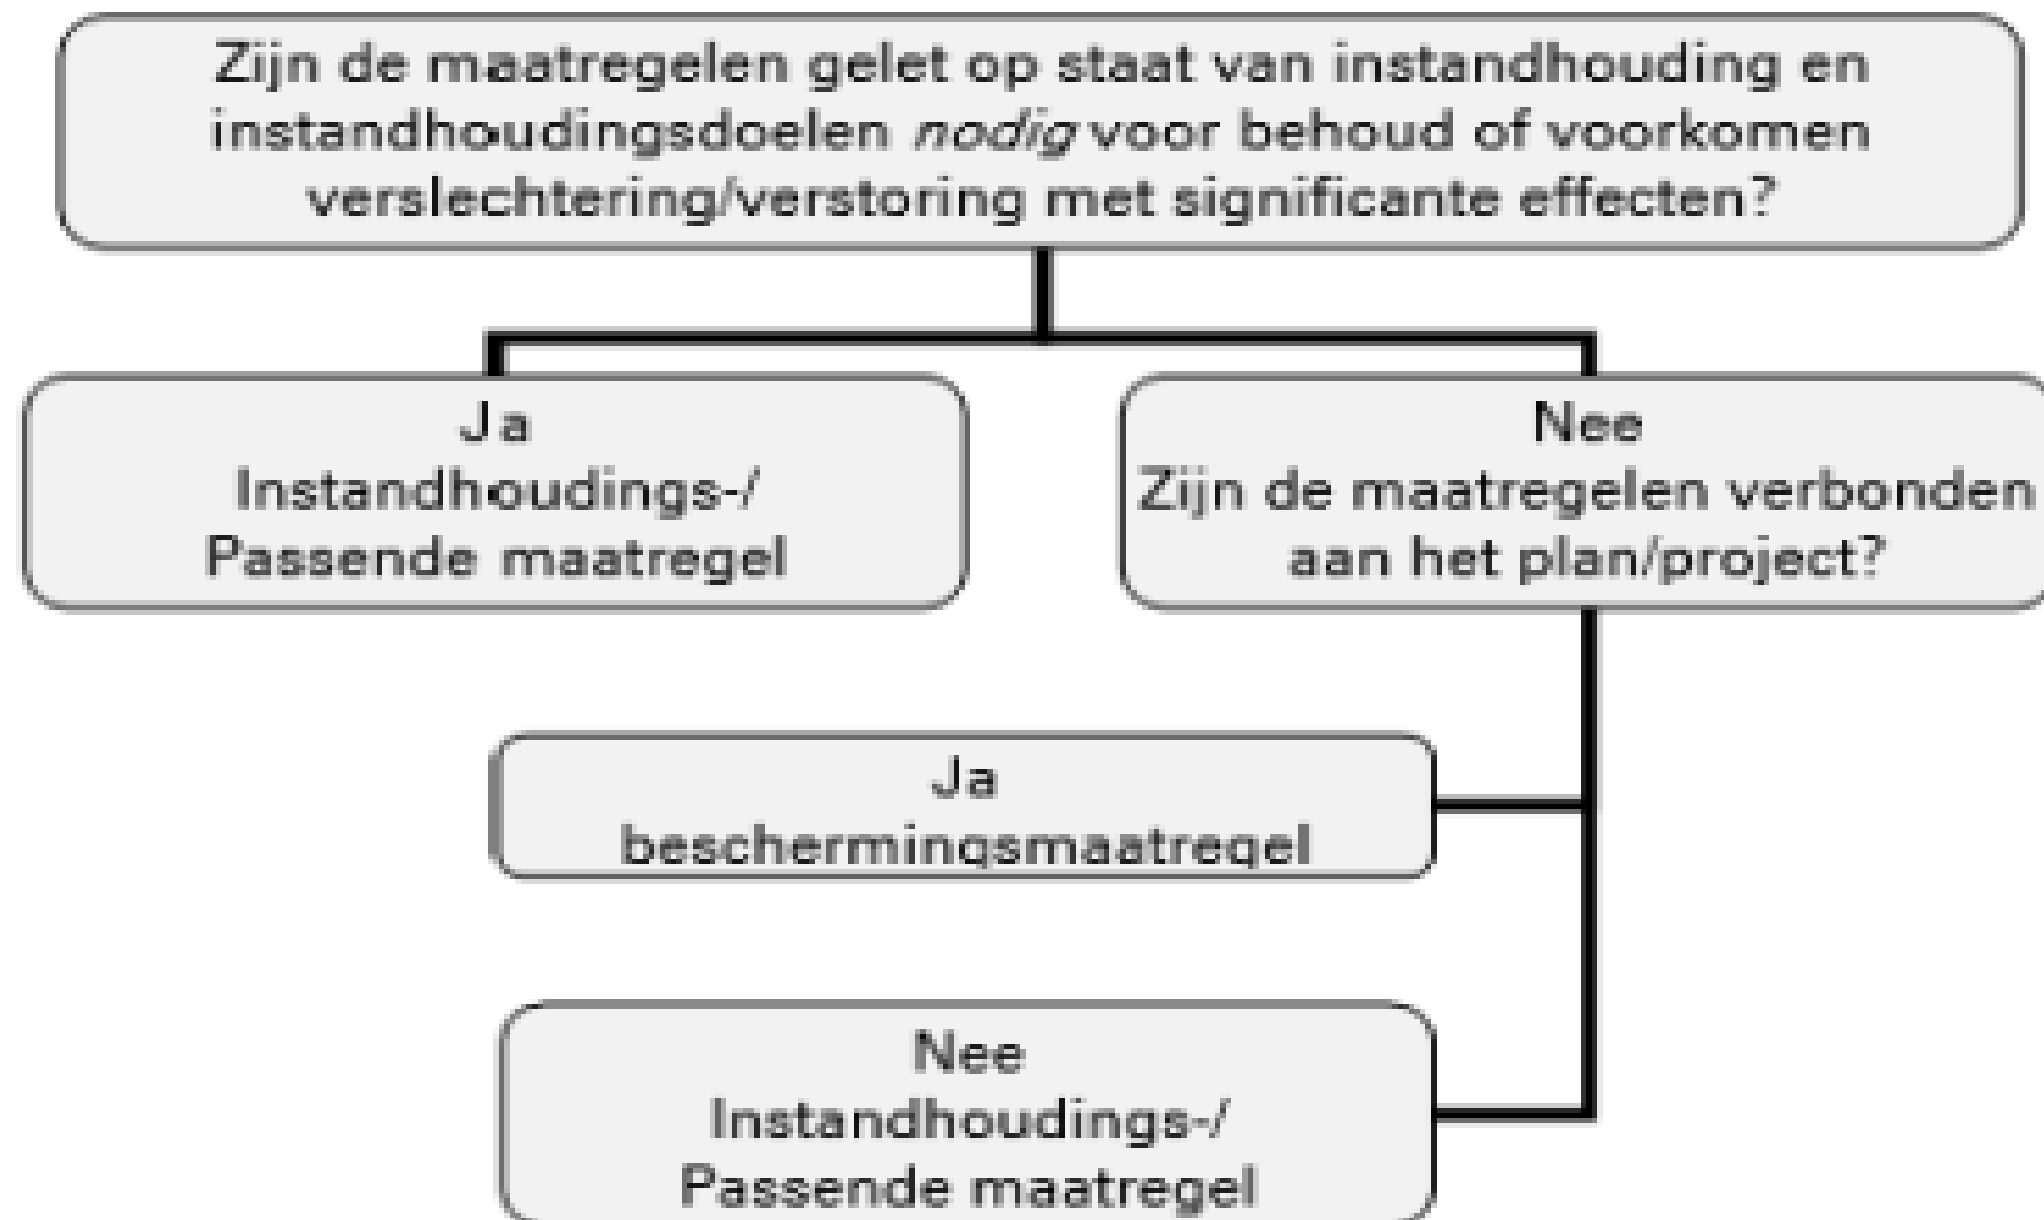 Zijn de maatregelen gelet op staat van instandhouding en
instandhoudingsdoelen nodig voor behoud of voorkomen
verslechtering/verstoring met significante effecten?
Ja
Instandhoudings-/
Passende maatregel
Nee
Zijn de maatregelen verbonden
aan het plan/project?
Ja
beschermingsmaatregel
Nee
Instandhoudings-/
Passende maatregel